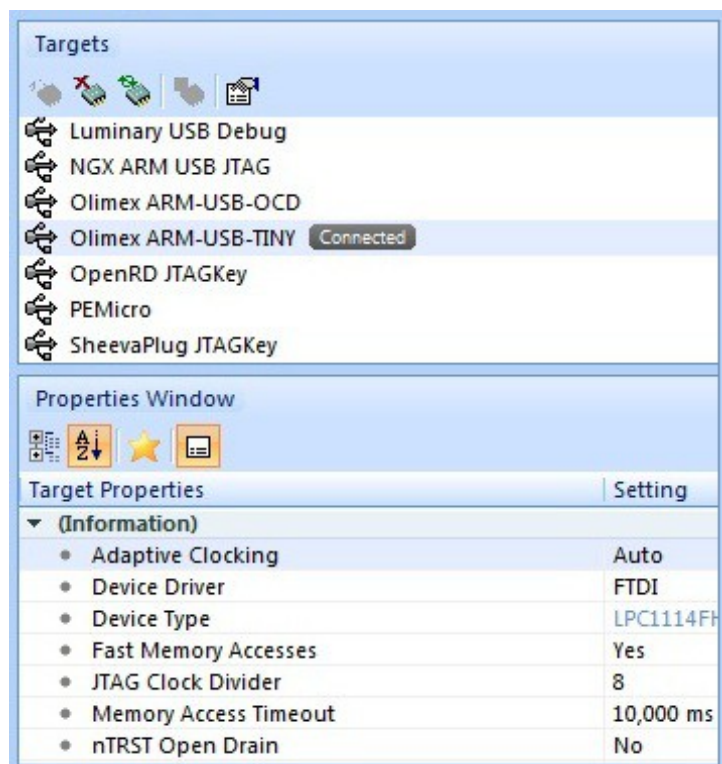 Targets
Luminary USB Debug
NGX ARM USB JTAG
Olimex ARM-USB-OCD
Olimex ARM-USB-TINY Connected
OpenRD JTAGKey
PEMicro
SheevaPlug JTAGKey
Properties Window
Target Properties Setting
(Information)
Adaptive Clocking Auto
Device Driver FTDI
Device Type LPC1114FH
Fast Memory Accesses Yes
JTAG Clock Divider 8
Memory Access Timeout 10,000 ms
nTRST Open Drain No